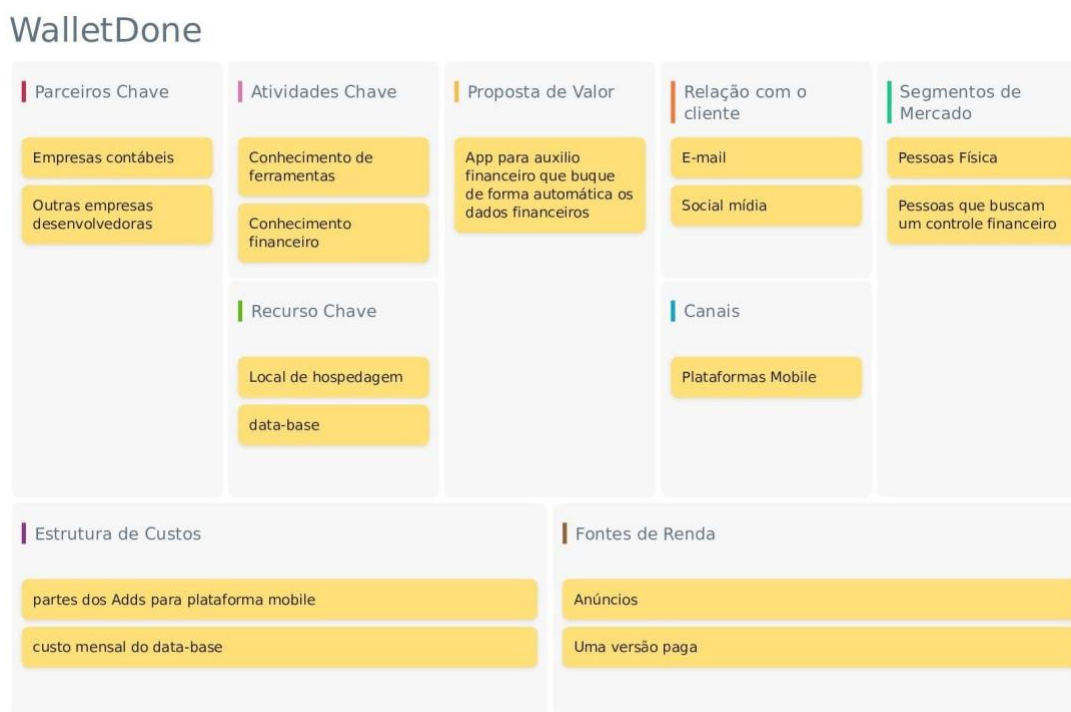 WalletDone
Parceiros Chave
Empresas contábeis
Outras empresas
desenvolvedoras
Atividades Chave
Conhecimento de
ferramentas
Conhecimento
financeiro
Recurso Chave
Local de hospedagem
data-base
Proposta de Valor
App para auxilio
financeiro que buque
de forma automática os
dados financeiros
Relação com o
cliente
E-mail
Social mídia
Canais
Plataformas Mobile
Segmentos de
Mercado
Pessoas Física
Pessoas que buscam
um controle financeiro
Estrutura de Custos
partes dos Adds para plataforma mobile
custo mensal do data-base
Fontes de Renda
Anúncios
Uma versão paga